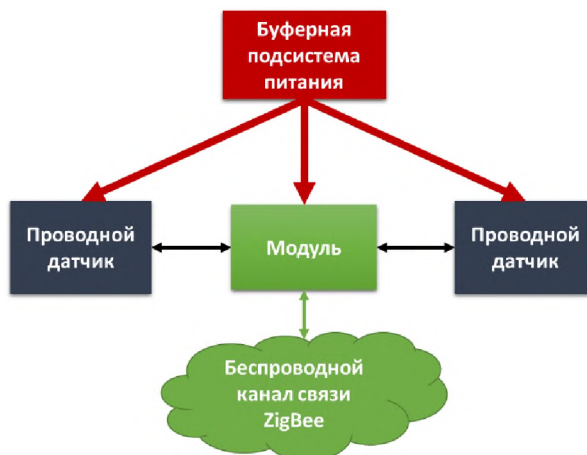 Буферная
подсистема
питания
Проводной
датчик
Модуль
Проводной
датчик
Беспроводной
канал связи
ZigBee